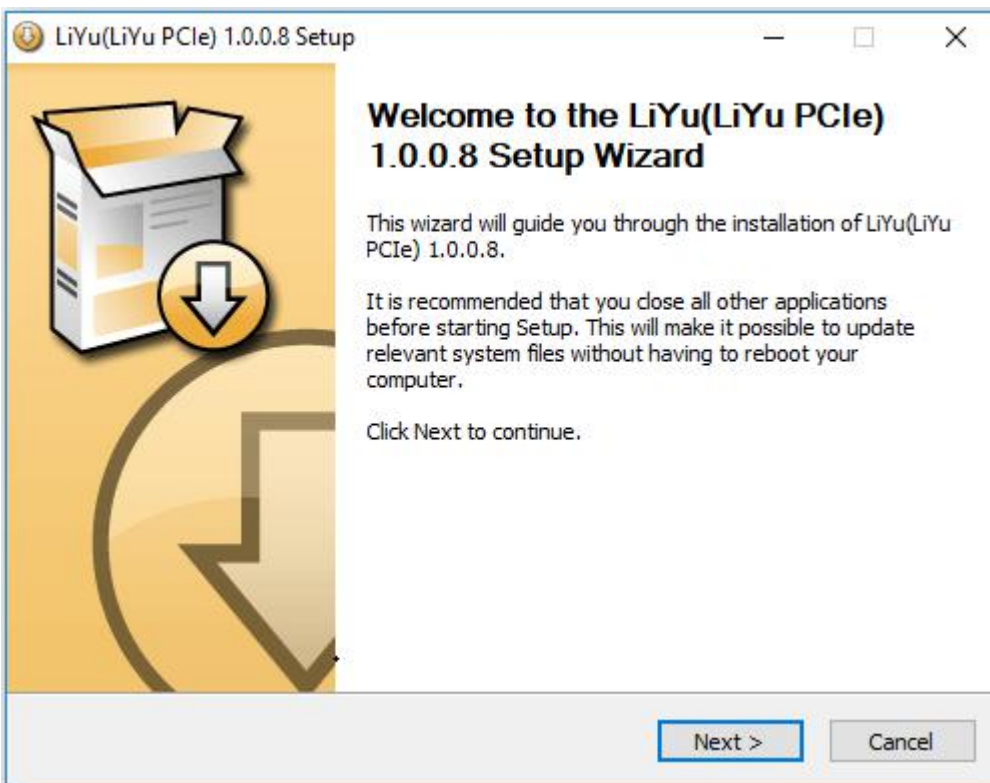 LiYu(LiYu PCIe) 1.0.0.8 Setup
Welcome to the LiYu(LiYu PCIe)
1.0.0.8 Setup Wizard
This wizard will guide you through the installation of LiYu(LiYu
PCIe) 1.0.0.8.
It is recommended that you close all other applications
before starting Setup. This will make it possible to update
relevant system files without having to reboot your
computer.
Click Next to continue.
Next >
Cancel